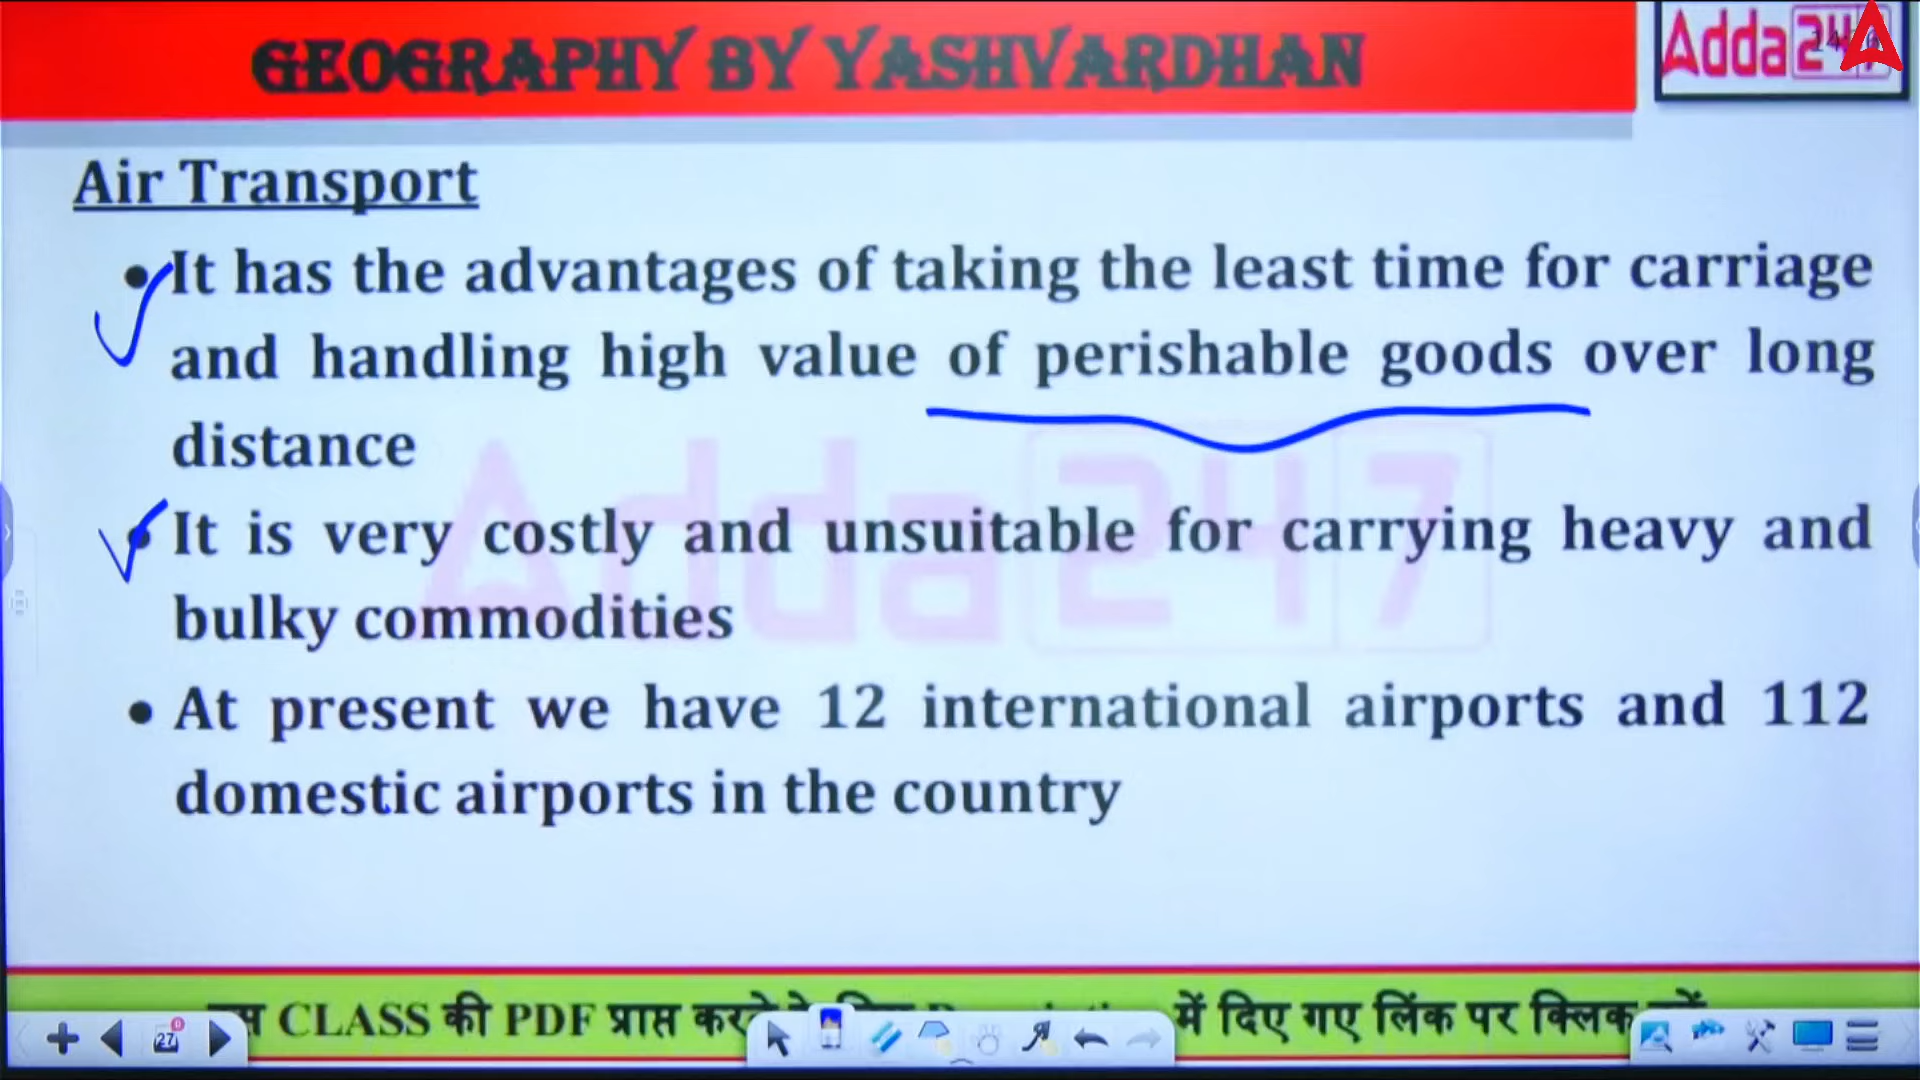 GEOGRAPHY BY YASHVARDHAN
Adda247
Air Transport
• It has the advantages of taking the least time for carriage
and handling high value of perishable goods over long
distance
• It is very costly and unsuitable for carrying heavy and
bulky commodities
• At present we have 12 international airports and 112
domestic airports in the country
Adda247
CLASS की PDF प्राप्त में दिए गए लिंक पर क्लिक
27